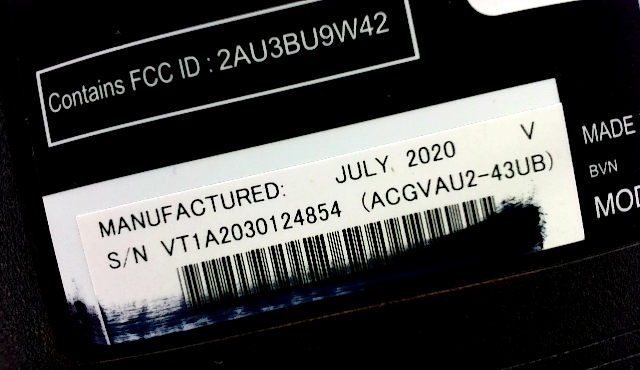 Contains FCC ID : 2AU3BU9W42
MANUFACTURED: JULY, 2020 V
S/N VT1A2030124854 (ACGVAU2-43UB)
MADE
BVN
MOD